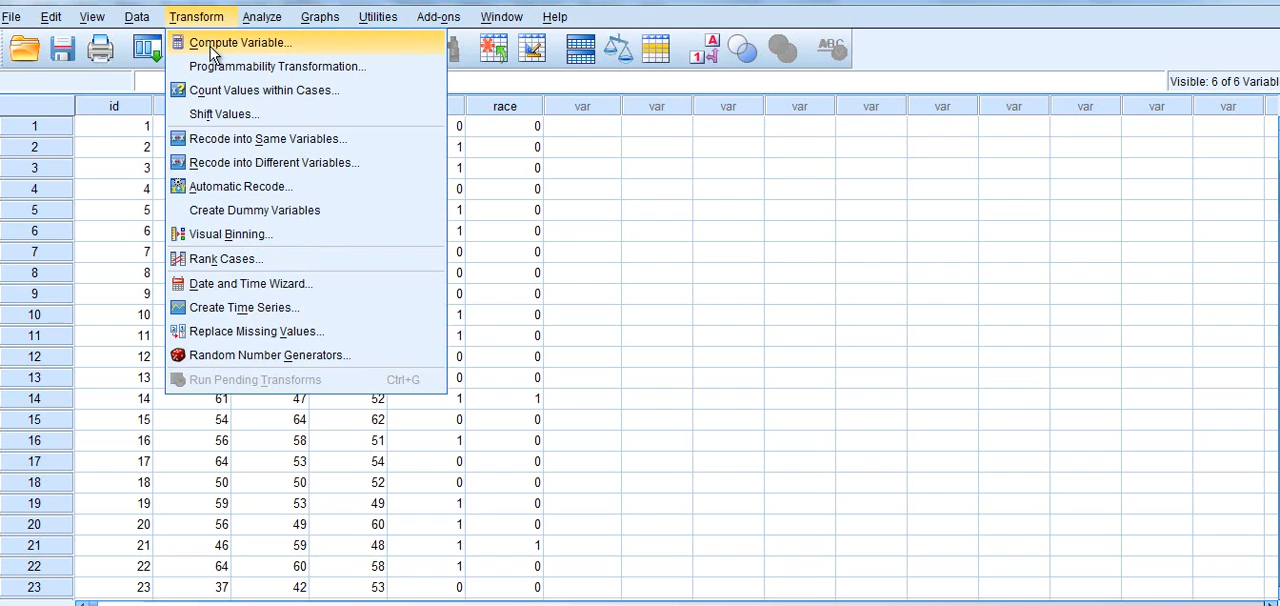 File Edit View Data Transform Analyze Graphs Utilities Add-ons Window Help
Compute Variable...
Programmability Transformation...
Count Values within Cases...
Shift Values...
Recode into Same Variables...
Recode into Different Variables...
Automatic Recode...
Create Dummy Variables
Visual Binning...
Rank Cases...
Date and Time Wizard...
Create Time Series...
Replace Missing Values...
Random Number Generators...
Run Pending Transforms Ctrl+G
A
1
ABC
Visible: 6 of 6 Variabl
id race var var var var var var var var var var
1 1 0 0
2 2 1 0
3 3 1 0
4 4 0 0
5 5 1 0
6 6 1 0
7 7 0 0
8 8 0 0
9 9 0 0
10 10 1 0
11 11 1 0
12 12 0 0
13 13 0 0
14 14 61 47 52 1 1
15 15 54 64 62 0 0
16 16 56 58 51 1 0
17 17 64 53 54 0 0
18 18 50 50 52 0 0
19 19 59 53 49 1 0
20 20 56 49 60 1 0
21 21 46 59 48 1 1
22 22 64 60 58 1 0
23 23 37 42 53 0 0